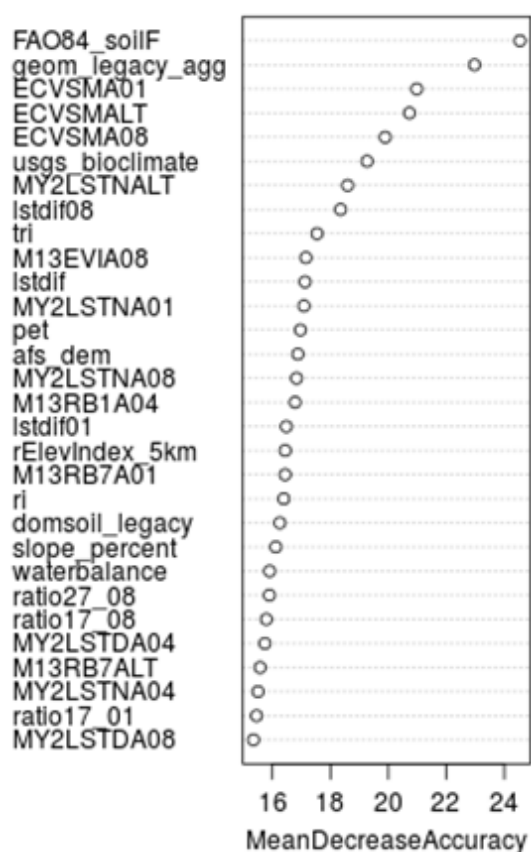 FAO84_soilF
geom_legacy_agg
ECVSMA01
ECVSMALT
ECVSMA08
usgs_bioclimate
MY2LSTNALT
lstdif08
tri
M13EVIA08
lstdif
MY2LSTNA01
pet
afs_dem
MY2LSTNA08
M13RB1A04
lstdif01
rElevIndex_5km
M13RB7A01
ri
domsoil_legacy
slope_percent
waterbalance
ratio27_08
ratio17_08
MY2LSTDA04
M13RB7ALT
MY2LSTNA04
ratio17_01
MY2LSTDA08
16 18 20 22 24
MeanDecreaseAccuracy